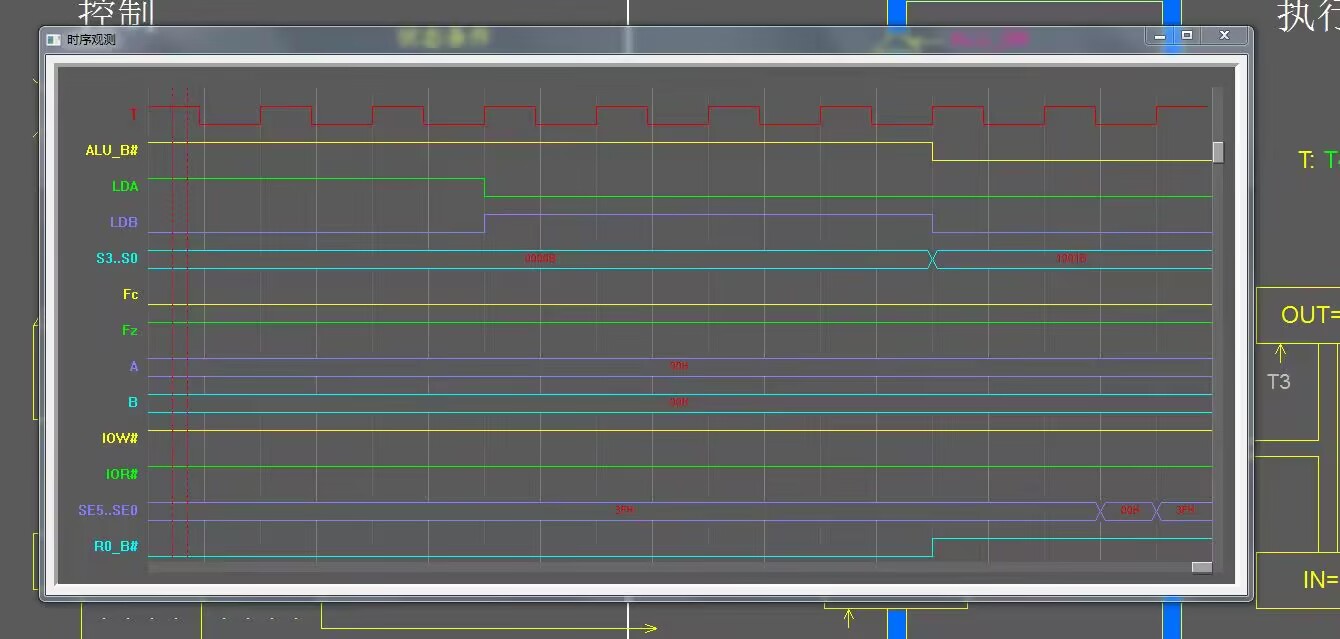 控制
执行
时序观测
T
ALU_B#
LDA
LDB
S3..S0
0000B
1001B
Fc
Fz
A
00H
B
00H
IOW#
IOR#
SE5..SE0
3FH
00H
3FH
R0_B#
T:
OUT=
T3
IN=